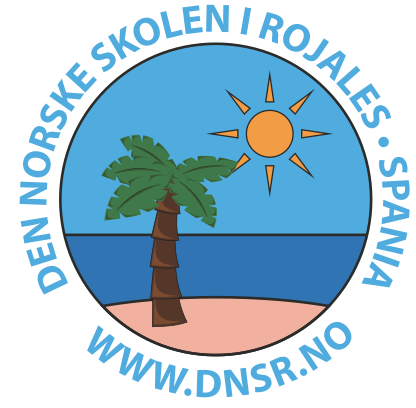 DEN NORSKE SKOLEN I ROJALES • SPANIA
WWW.DNSR.NO